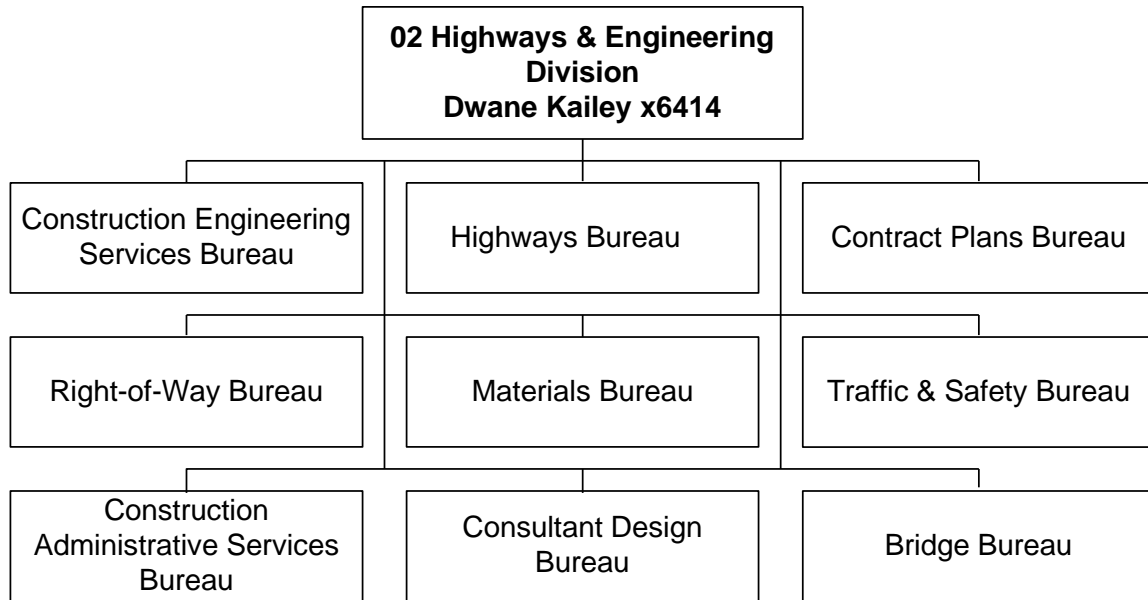 02 Highways & Engineering
Division
Dwane Kailey x6414
Construction Engineering
Services Bureau
Highways Bureau
Contract Plans Bureau
Right-of-Way Bureau
Materials Bureau
Traffic & Safety Bureau
Construction
Administrative Services
Bureau
Consultant Design
Bureau
Bridge Bureau